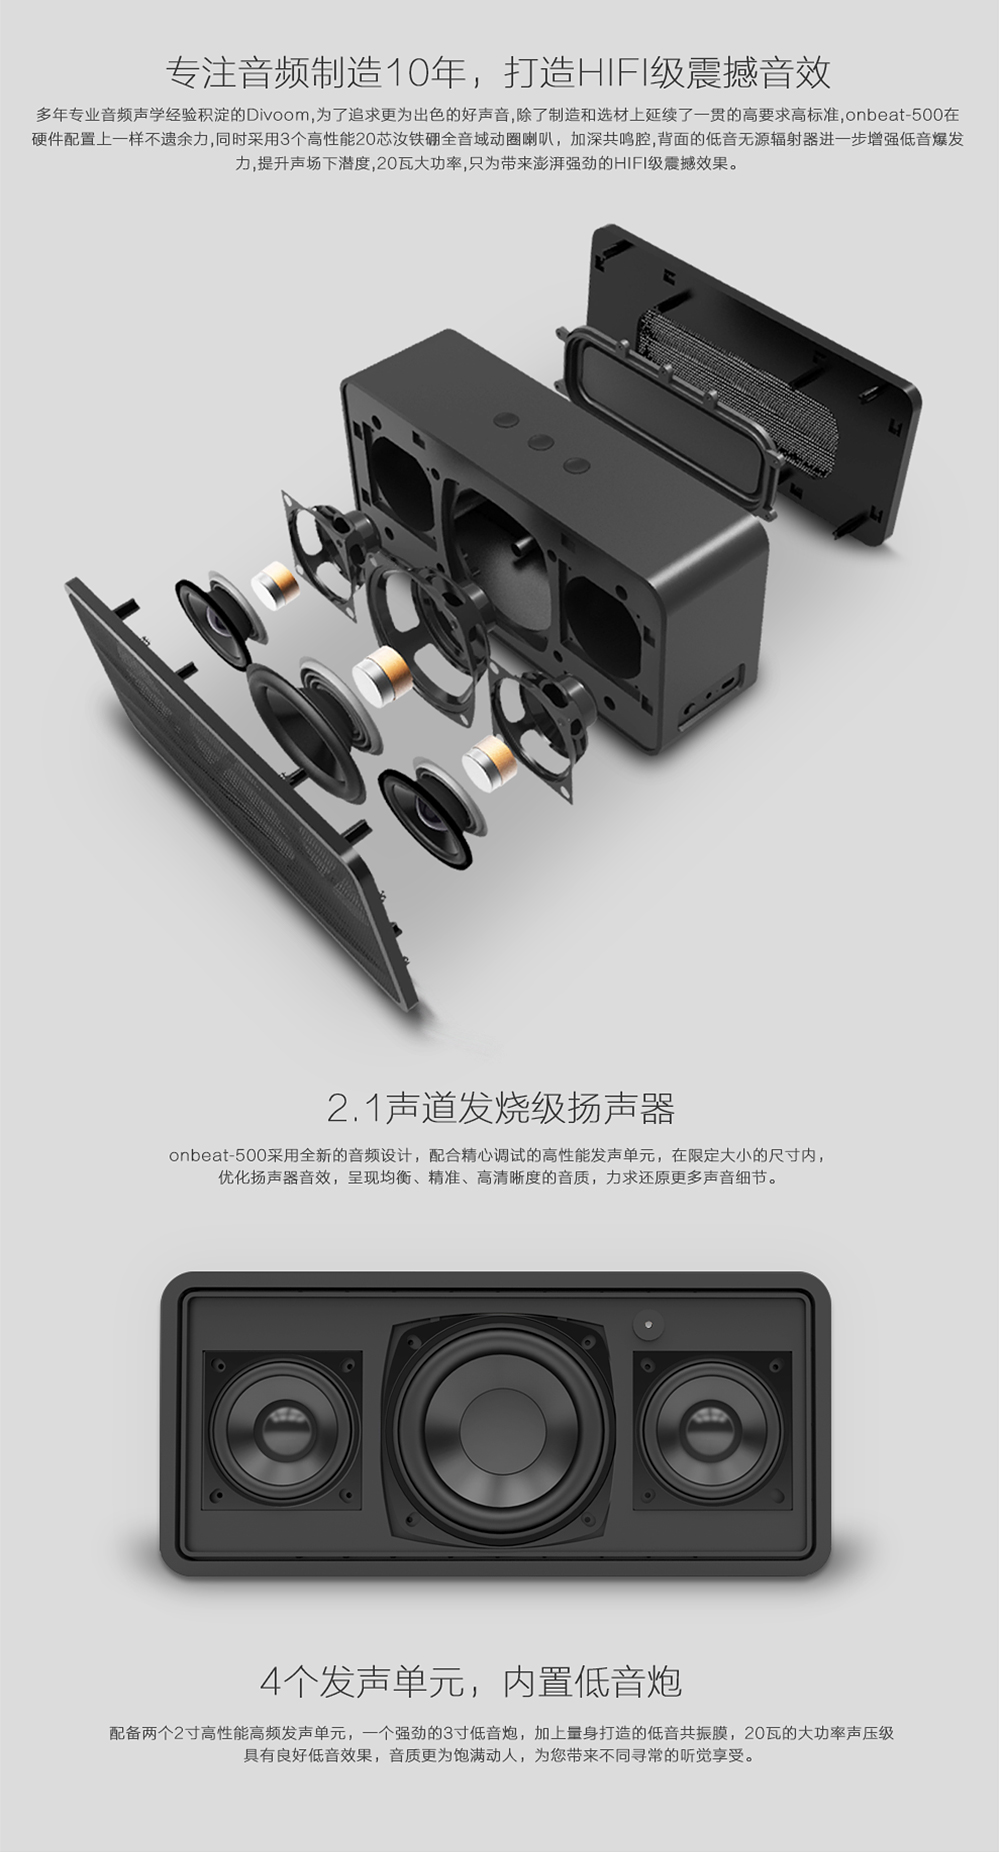 专注音频制造10年，打造HIFI级震撼音效
多年专业音频声学经验积淀的Divoom,为了追求更为出色的好声音,除了制造和选材上延续了一贯的高要求高标准,onbeat-500在
硬件配置上一样不遗余力,同时采用3个高性能20芯汝铁硼全音域动圈喇叭，加深共鸣腔,背面的低音无源辐射器进一步增强低音爆发
力,提升声场下潜度,20瓦大功率,只为带来澎湃强劲的HIFI级震撼效果。
2.1声道发烧级扬声器
onbeat-500采用全新的音频设计，配合精心调试的高性能发声单元，在限定大小的尺寸内，
优化扬声器音效，呈现均衡、精准、高清晰度的音质，力求还原更多声音细节。
4个发声单元，内置低音炮
配备两个2寸高性能高频发声单元，一个强劲的3寸低音炮，加上量身打造的低音共振膜，20瓦的大功率声压级
具有良好低音效果，音质更为饱满动人，为您带来不同寻常的听觉享受。